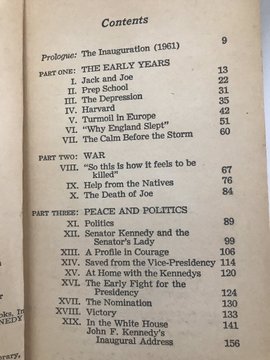 Contents
Prologue: The Inauguration (1961) 9
PART ONE: THE EARLY YEARS 13
I. Jack and Joe 22
II. Prep School 31
III. The Depression 35
IV. Harvard 42
V. Turmoil in Europe 51
VI. "Why England Slept" 60
VII. The Calm Before the Storm
PART TWO: WAR
VIII. "So this is how it feels to be
killed" 67
IX. Help from the Natives 76
X. The Death of Joe 84
PART THREE: PEACE AND POLITICS
XI. Politics 89
XII. Senator Kennedy and the
Senator's Lady 99
XIII. A Profile in Courage 106
XIV. Saved from the Vice-Presidency 114
XV. At Home with the Kennedys 120
XVI. The Early Fight for the
Presidency 124
XVII. The Nomination 130
XVIII. Victory 133
XIX. In the White House 141
John F. Kennedy's
Inaugural Address 156
ooks, In
NNEDY
brary,